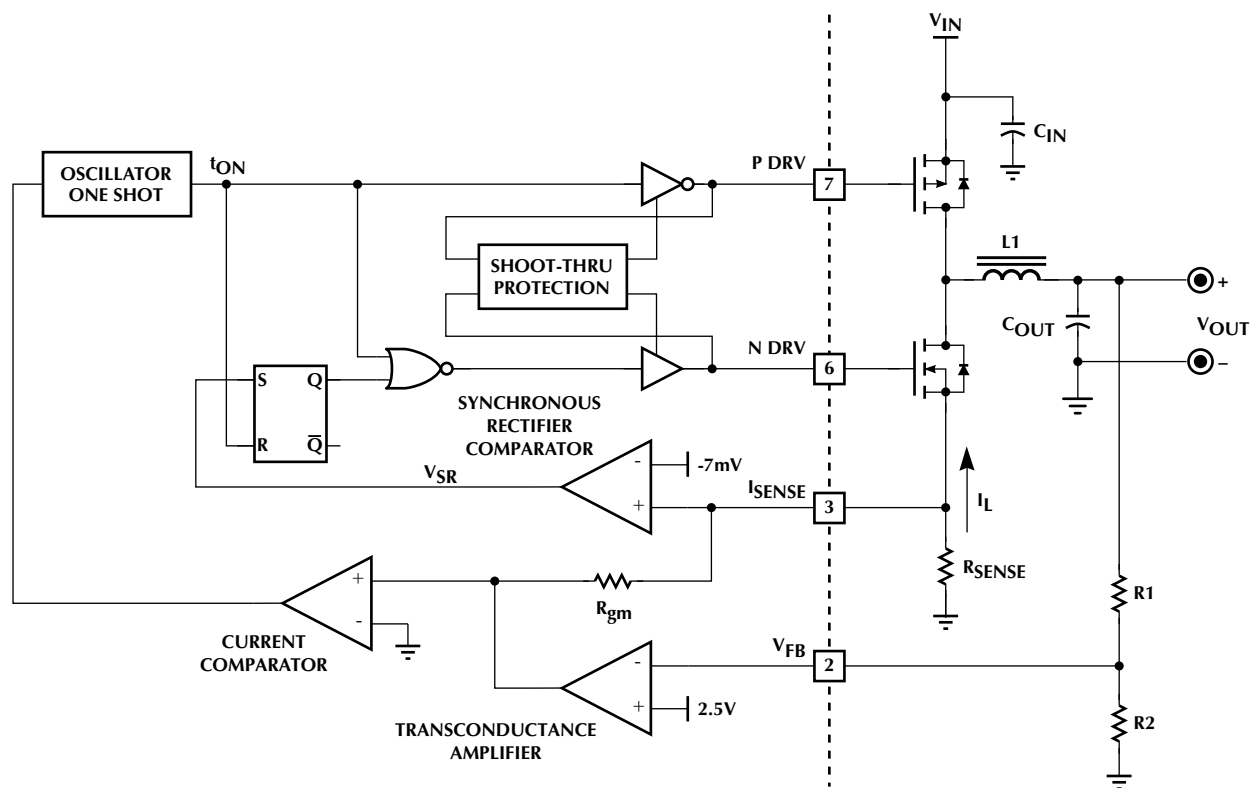 VIN
CIN
OSCILLATOR
ONE SHOT
tON
P DRV
7
SHOOT-THRU
PROTECTION
L1
+
COUT
VOUT
−
N DRV
6
S
Q
R
Q̅
SYNCHRONOUS
RECTIFIER
COMPARATOR
VSR
-
-7mV
+
ISENSE
3
IL
RSENSE
Rgm
R1
+
-
CURRENT
COMPARATOR
VFB
2
-
+
2.5V
TRANSCONDUCTANCE
AMPLIFIER
R2